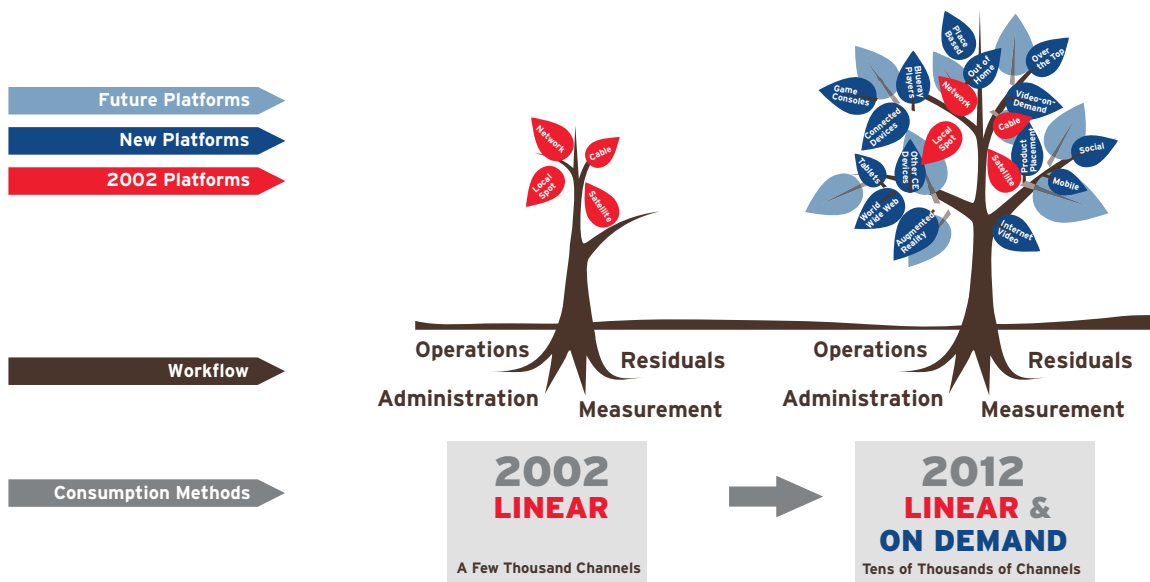 Future Platforms
New Platforms
2002 Platforms
Workflow
Consumption Methods
Network
Cable
Local
Spot
Satellite
Place
Based
Out of
Home
Over
the Top
Blueray
Players
Network
Game
Consoles
Video-on-
Demand
Connected
Devices
Local
Spot
Cable
Product
Placement
Social
Tablets
Other CE
Devices
Satellite
Mobile
World
Wide Web
Augmented
Reality
Internet
Video
Operations
Residuals
Administration
Measurement
Operations
Residuals
Administration
Measurement
2002
LINEAR
A Few Thousand Channels
2012
LINEAR &
ON DEMAND
Tens of Thousands of Channels